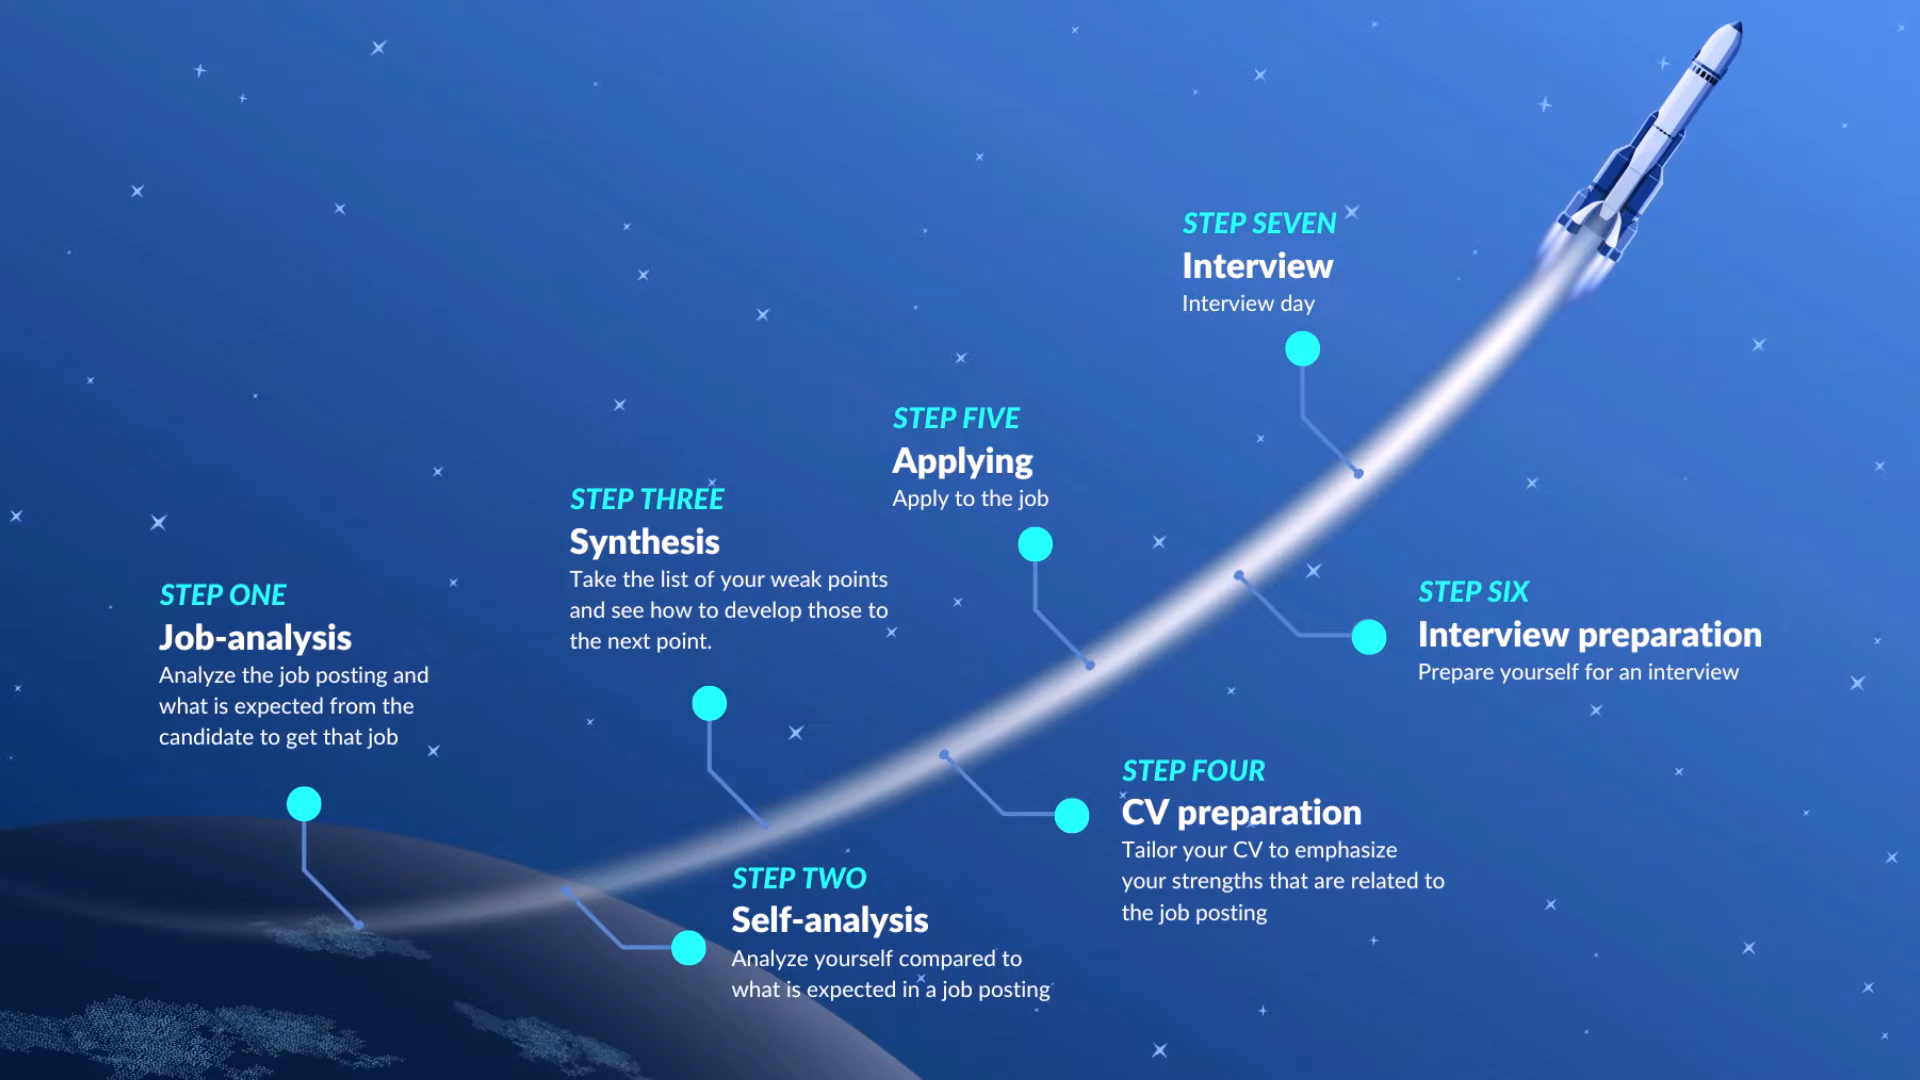 STEP ONE
Job-analysis
Analyze the job posting and
what is expected from the
candidate to get that job
STEP TWO
Self-analysis
Analyze yourself compared to
what is expected in a job posting
STEP THREE
Synthesis
Take the list of your weak points
and see how to develop those to
the next point.
STEP FOUR
CV preparation
Tailor your CV to emphasize
your strengths that are related to
the job posting
STEP FIVE
Applying
Apply to the job
STEP SIX
Interview preparation
Prepare yourself for an interview
STEP SEVEN
Interview
Interview day